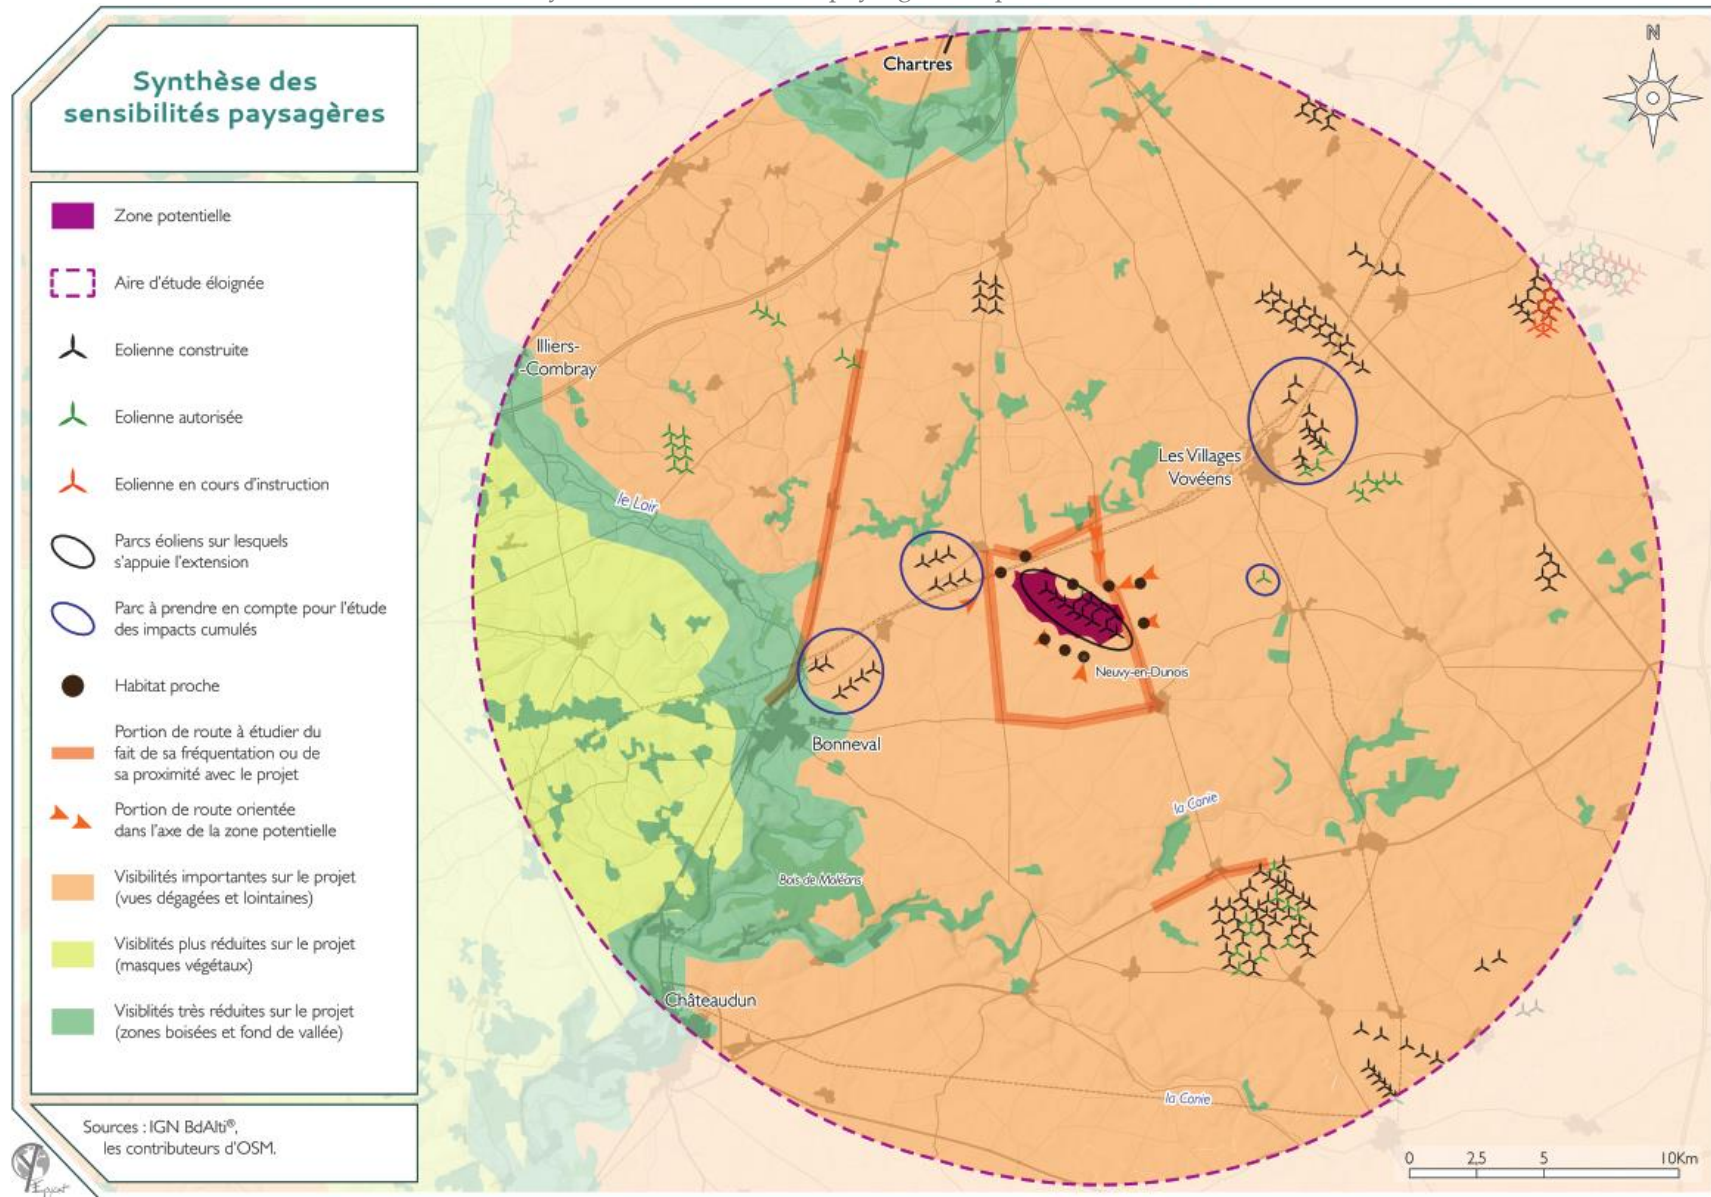 Synthèse des
sensibilités paysagères
Zone potentielle
Aire d'étude éloignée
Eolienne construite
Eolienne autorisée
Eolienne en cours d'instruction
Parcs éoliens sur lesquels
s'appuie l'extension
Parc à prendre en compte pour l'étude
des impacts cumulés
Habitat proche
Portion de route à étudier du
fait de sa fréquentation ou de
sa proximité avec le projet
Portion de route orientée
dans l'axe de la zone potentielle
Visibilités importantes sur le projet
(vues dégagées et lointaines)
Visiblités plus réduites sur le projet
(masques végétaux)
Visiblités très réduites sur le projet
(zones boisées et fond de vallée)
Sources : IGN BdAlti®,
les contributeurs d'OSM.
Chartres
N
Illiers-
-Combray
le Loir
Les Villages
Vovéens
Neuvy-en-Dunois
Bonneval
la Conie
Bois de Moléans
Châteaudun
la Conie
0 2,5 5 10Km